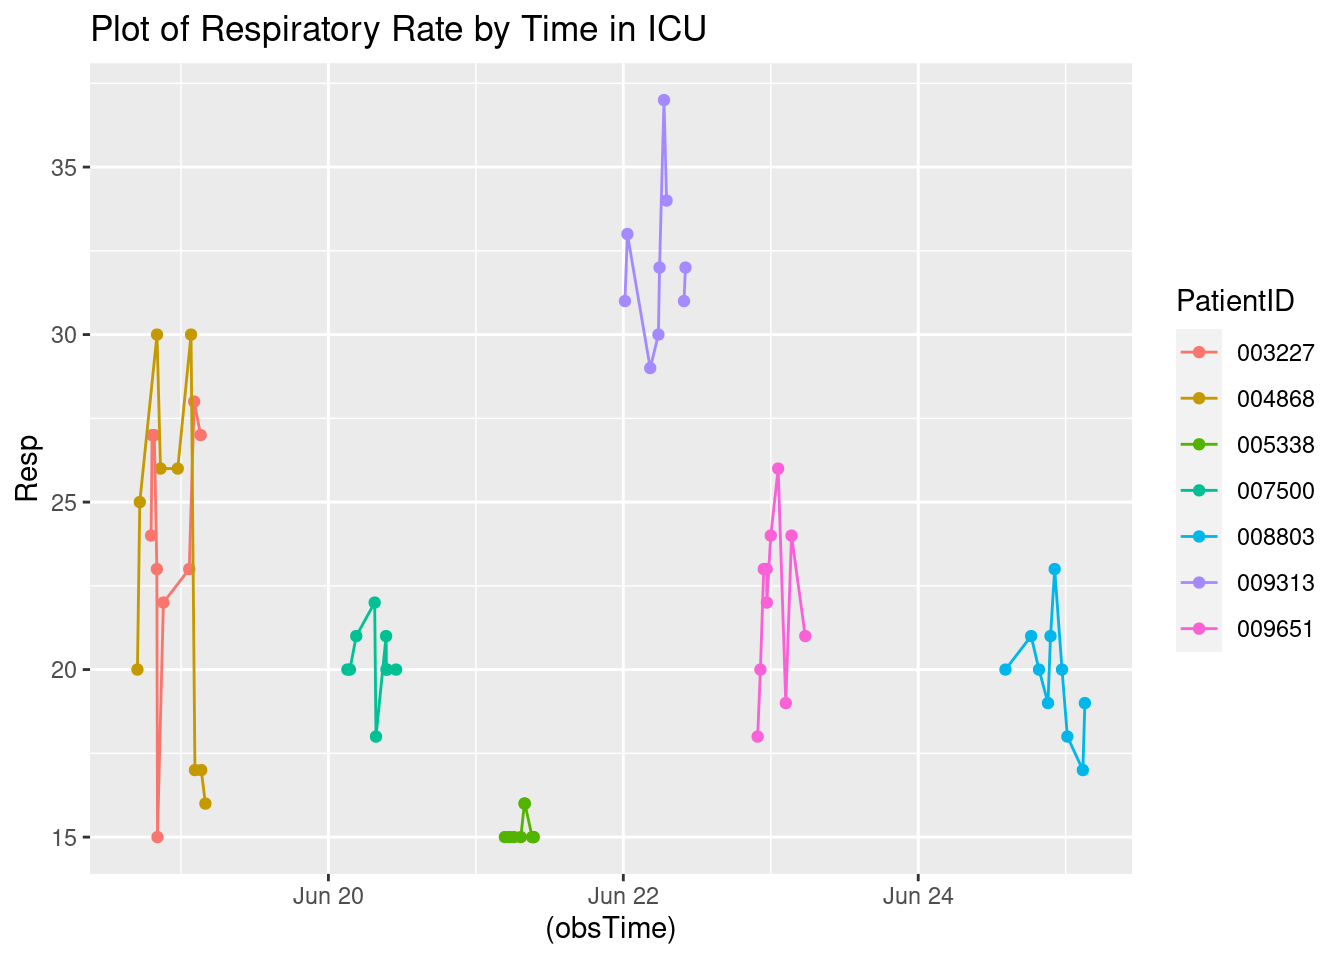 Plot of Respiratory Rate by Time in ICU
35
30
25
20
15
Resp
Jun 20
Jun 22
Jun 24
(obsTime)
PatientID
003227
004868
005338
007500
008803
009313
009651